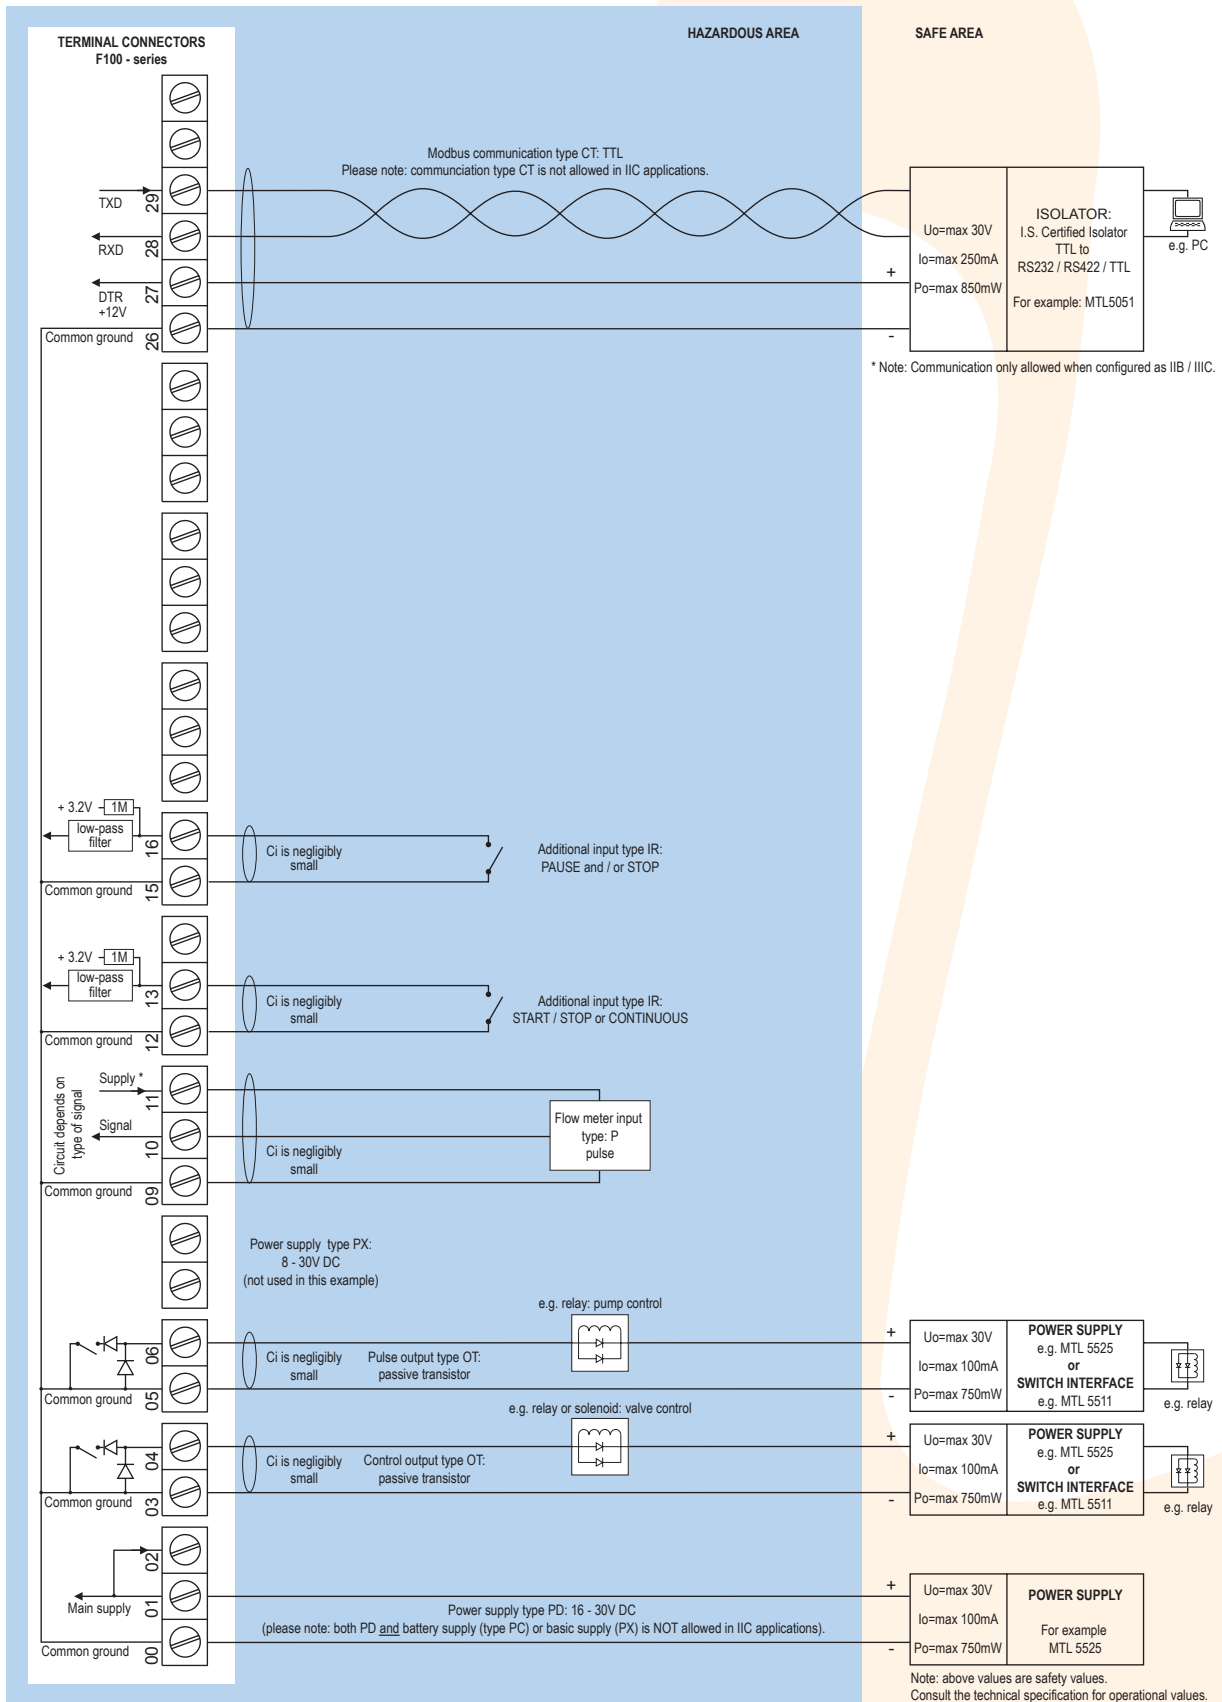 HAZARDOUS AREA
SAFE AREA
TERMINAL CONNECTORS
F100 - series
Modbus communication type CT: TTL
Please note: communciation type CT is not allowed in IIC applications.
TXD
29
RXD
28
DTR
+12V
27
Common ground
26
+
-
Uo=max 30V
Io=max 250mA
Po=max 850mW
ISOLATOR:
I.S. Certified Isolator
TTL to
RS232 / RS422 / TTL
For example: MTL5051
e.g. PC
* Note: Communication only allowed when configured as IIB / IIIC.
+ 3.2V
1M
low-pass
filter
16
Common ground
15
Ci is negligibly
small
Additional input type IR:
PAUSE and / or STOP
+ 3.2V
1M
low-pass
filter
13
Common ground
12
Ci is negligibly
small
Additional input type IR:
START / STOP or CONTINUOUS
Circuit depends on
type of signal
Supply *
11
Signal
10
Common ground
09
Ci is negligibly
small
Flow meter input
type: P
pulse
Power supply type PX:
8 - 30V DC
(not used in this example)
e.g. relay: pump control
06
Common ground
05
Ci is negligibly
small
Pulse output type OT:
passive transistor
+
-
Uo=max 30V
Io=max 100mA
Po=max 750mW
POWER SUPPLY
e.g. MTL 5525
or
SWITCH INTERFACE
e.g. MTL 5511
e.g. relay
e.g. relay or solenoid: valve control
04
Common ground
03
Ci is negligibly
small
Control output type OT:
passive transistor
+
-
Uo=max 30V
Io=max 100mA
Po=max 750mW
POWER SUPPLY
e.g. MTL 5525
or
SWITCH INTERFACE
e.g. MTL 5511
e.g. relay
02
Main supply
01
Common ground
00
Power supply type PD: 16 - 30V DC
(please note: both PD and battery supply (type PC) or basic supply (PX) is NOT allowed in IIC applications).
+
-
Uo=max 30V
Io=max 100mA
Po=max 750mW
POWER SUPPLY
For example
MTL 5525
Note: above values are safety values.
Consult the technical specification for operational values.